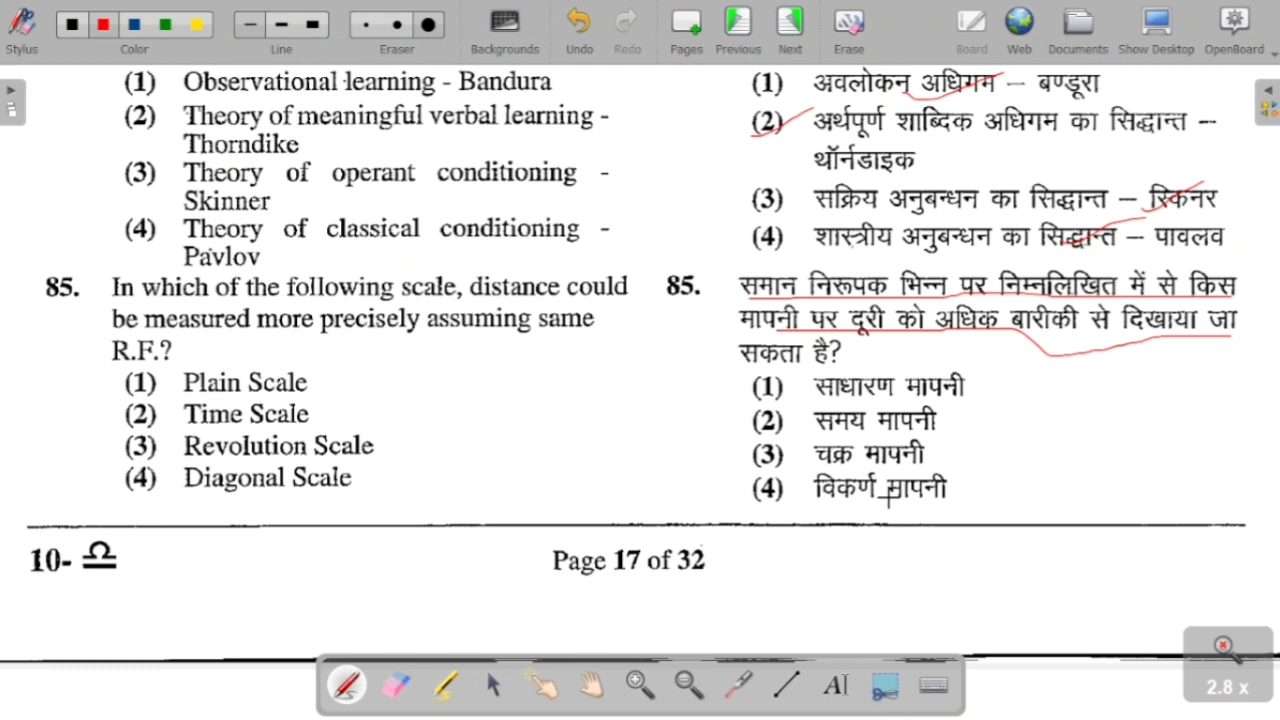 Stylus
Color
Line
Eraser
Backgrounds
Undo
Redo
Pages
Previous
Next
Erase
Board
Web
Documents
Show Desktop
OpenBoard
(1) Observational learning - Bandura
(2) Theory of meaningful verbal learning -
Thorndike
(3) Theory of operant conditioning -
Skinner
(4) Theory of classical conditioning -
Pavlov
85. In which of the following scale, distance could
be measured more precisely assuming same
R.F.?
(1) Plain Scale
(2) Time Scale
(3) Revolution Scale
(4) Diagonal Scale
(1) अवलोकन अधिगम – बण्डूरा
(2) अर्थपूर्ण शाब्दिक अधिगम का सिद्धान्त –
थॉर्नडाइक
(3) सक्रिय अनुबन्धन का सिद्धान्त – स्किनर
(4) शास्त्रीय अनुबन्धन का सिद्धान्त – पावलव
85. समान निरूपक भिन्न पर निम्नलिखित में से किस
मापनी पर दूरी को अधिक बारीकी से दिखाया जा
सकता है?
(1) साधारण मापनी
(2) समय मापनी
(3) चक्र मापनी
(4) विकर्ण मापनी
10- ♎
Page 17 of 32
2.8 x